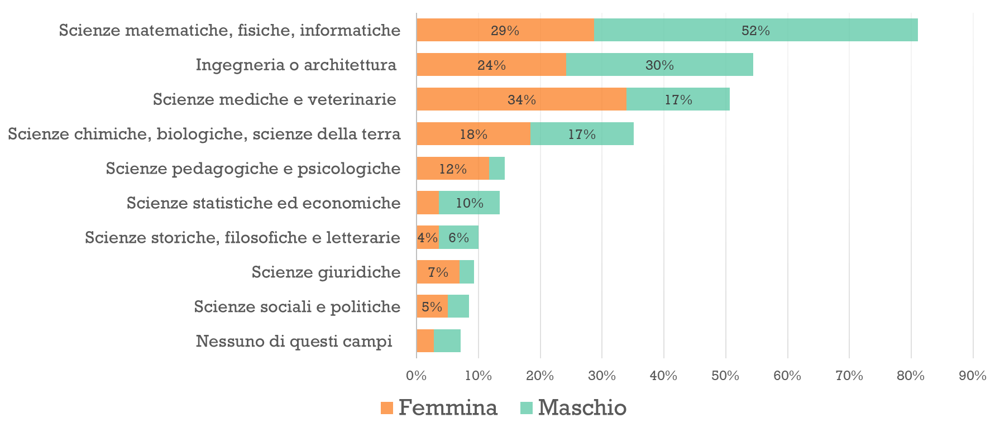 Scienze matematiche, fisiche, informatiche 29% 52%
Ingegneria o architettura 24% 30%
Scienze mediche e veterinarie 34% 17%
Scienze chimiche, biologiche, scienze della terra 18% 17%
Scienze pedagogiche e psicologiche 12%
Scienze statistiche ed economiche 10%
Scienze storiche, filosofiche e letterarie 4% 6%
Scienze giuridiche 7%
Scienze sociali e politiche 5%
Nessuno di questi campi
0% 10% 20% 30% 40% 50% 60% 70% 80% 90%
Femmina Maschio